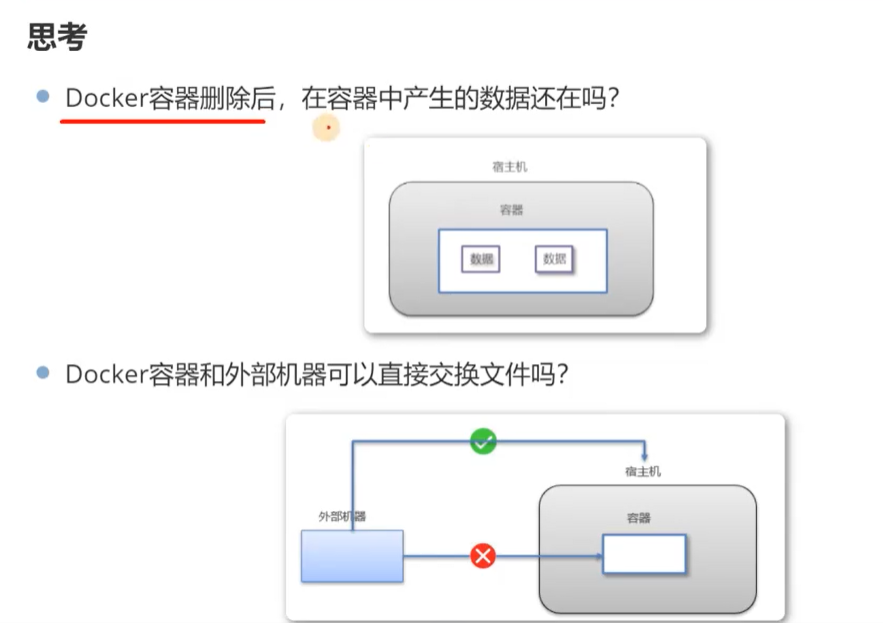 思考
Docker容器删除后，在容器中产生的数据还在吗？
宿主机
容器
数据 数据
Docker容器和外部机器可以直接交换文件吗？
宿主机
外部机器
容器